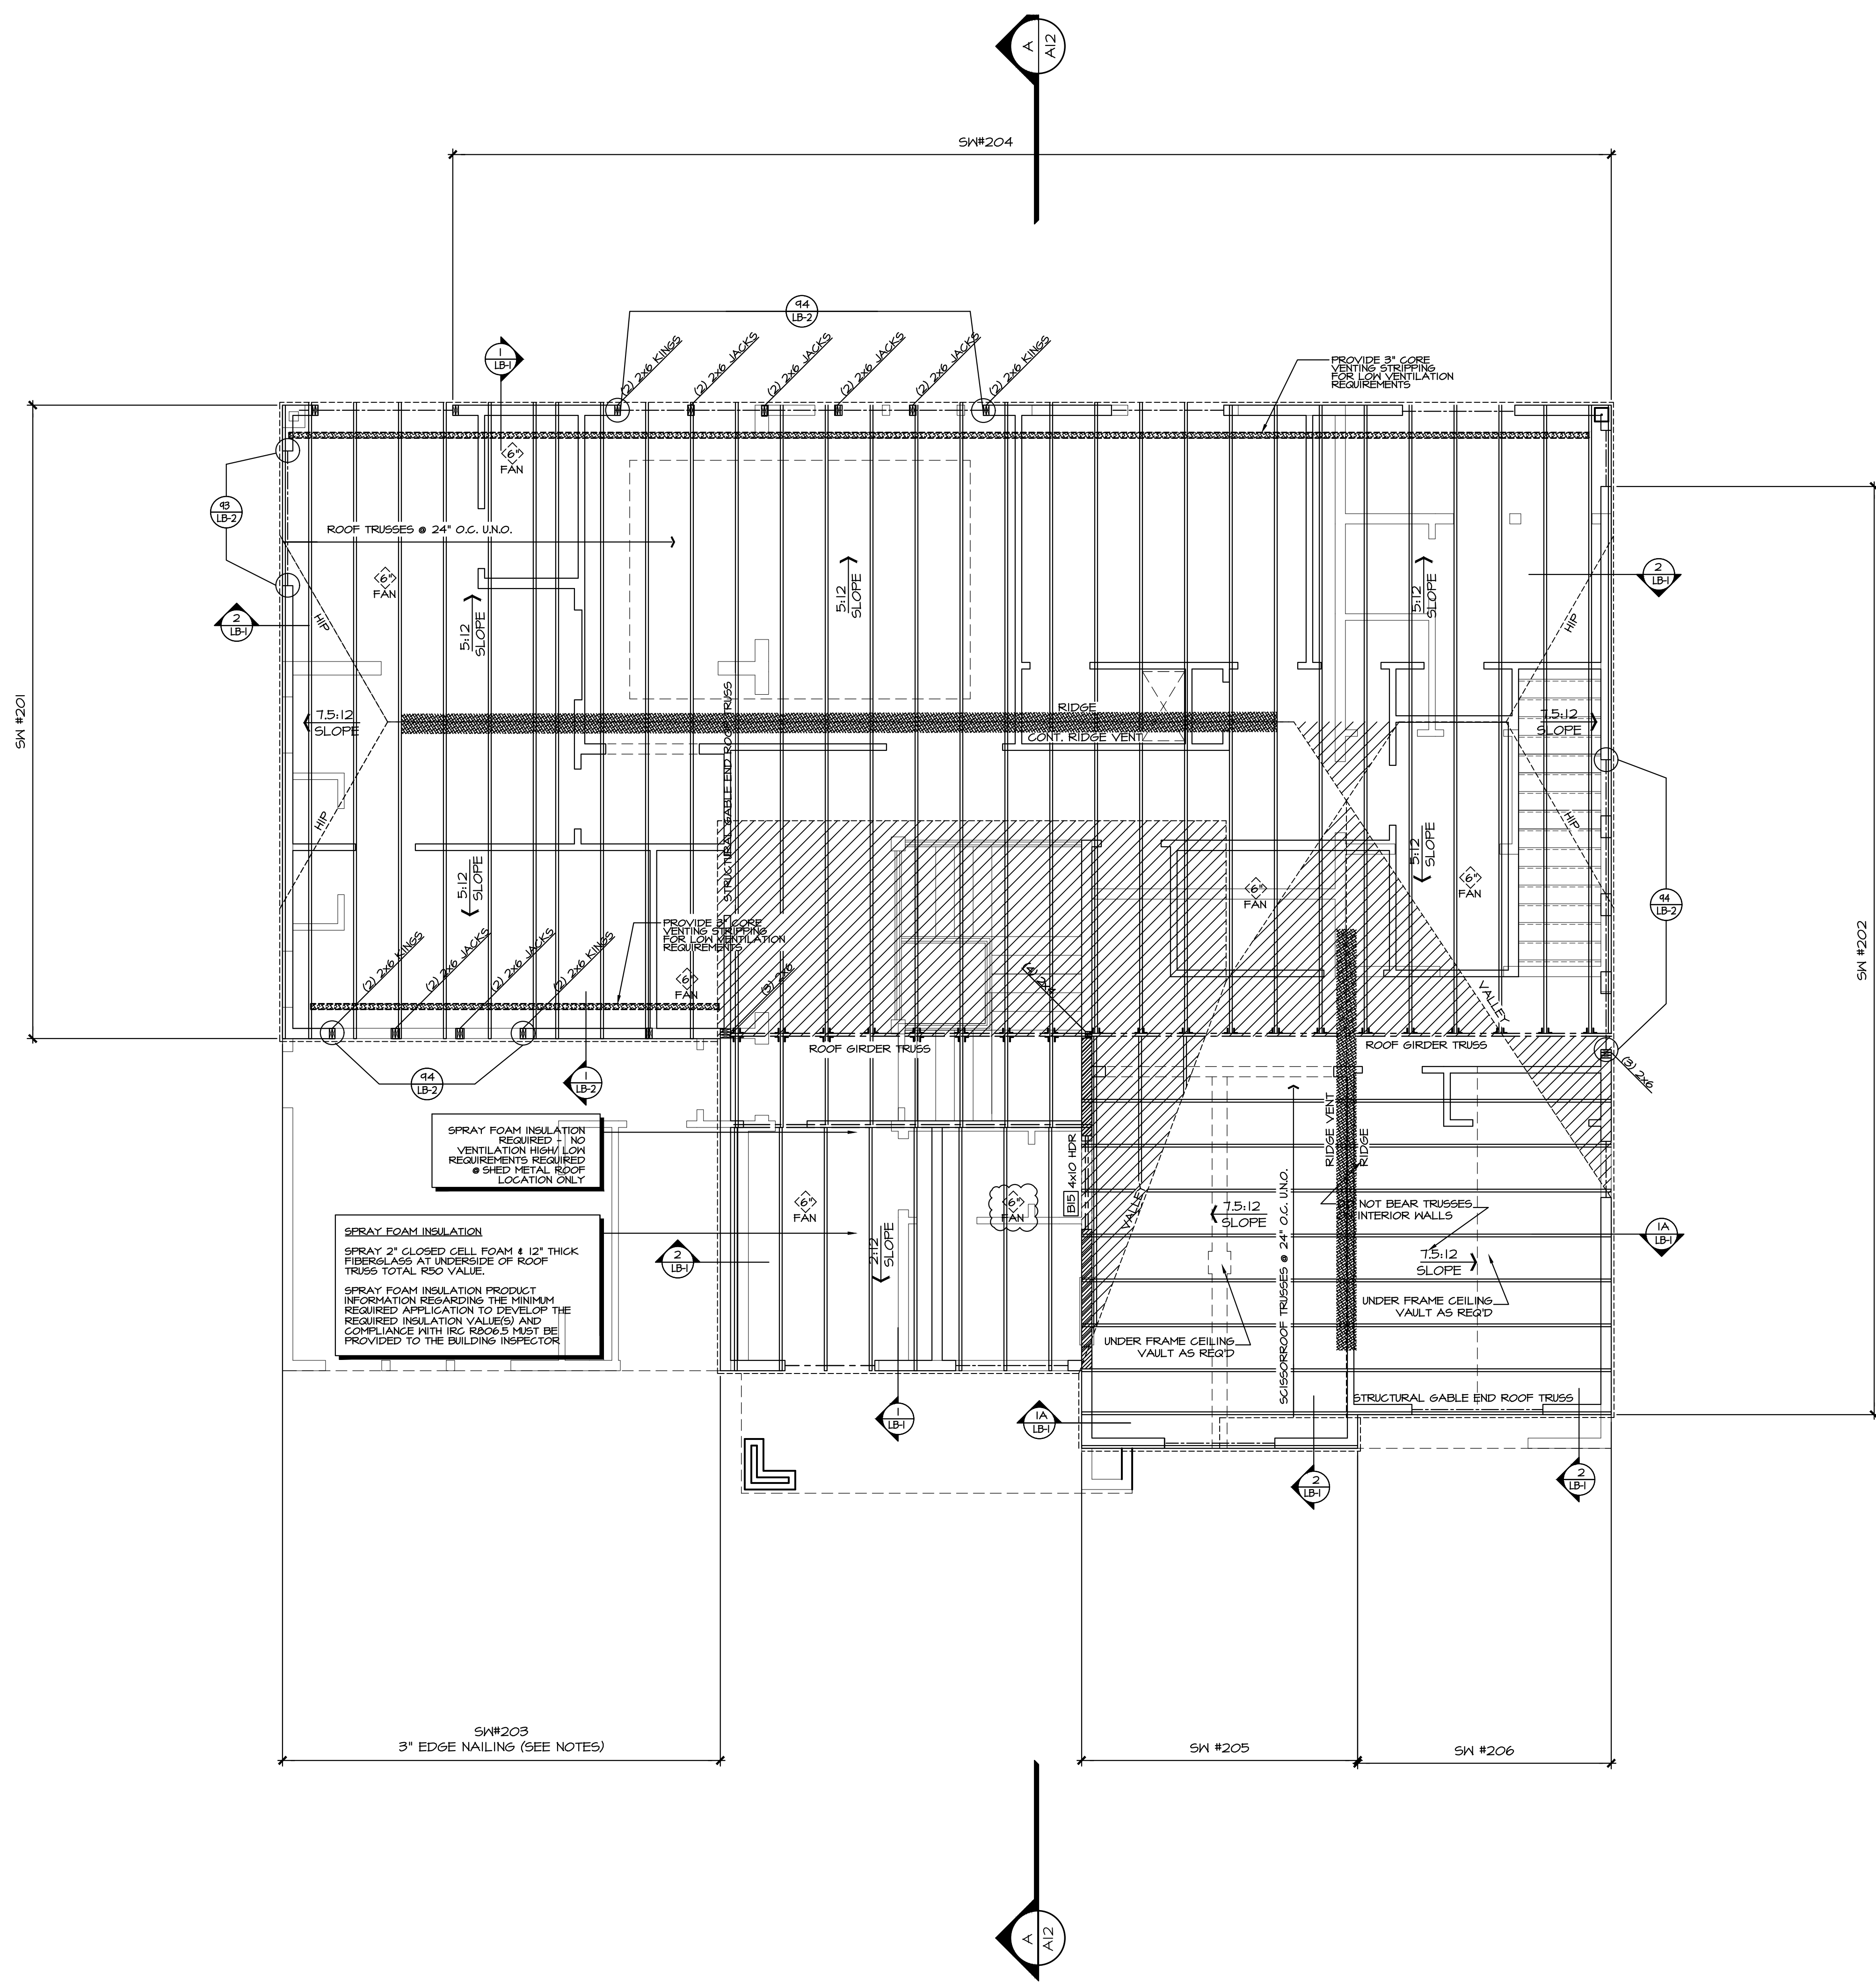 A
A12
SW#204
94
LB-2
1
LB-1
(2) 2x6 KINGS
(2) 2x6 JACKS
(2) 2x6 JACKS
(2) 2x6 JACKS
(2) 2x6 JACKS
(2) 2x6 KINGS
PROVIDE 3" CORE
VENTING STRIPPING
FOR LOW VENTILATION
REQUIREMENTS
6"
FAN
93
LB-2
ROOF TRUSSES @ 24" O.C. U.N.O.
6"
FAN
5:12
SLOPE
5:12
SLOPE
5:12
SLOPE
2
LB-1
2
LB-1
HIP
HIP
SW #201
7.5:12
SLOPE
RIDGE
CONT. RIDGE VENT
7.5:12
SLOPE
STRUCTURAL GABLE END ROOF TRUSS
HIP
HIP
5:12
SLOPE
5:12
SLOPE
6"
FAN
6"
FAN
94
LB-2
SW #202
PROVIDE 3" CORE
VENTING STRIPPING
FOR LOW VENTILATION
REQUIREMENTS
(2) 2x6 KINGS
(2) 2x6 JACKS
(2) 2x6 JACKS
(2) 2x6 KINGS
6"
FAN
(3) 2x6
(4) 2x4
VALLEY
ROOF GIRDER TRUSS
ROOF GIRDER TRUSS
(3) 2x6
94
LB-2
1
LB-2
SPRAY FOAM INSULATION
REQUIRED - NO
VENTILATION HIGH/ LOW
REQUIREMENTS REQUIRED
@ SHED METAL ROOF
LOCATION ONLY
RIDGE VENT
RIDGE
B15 4x10 HDR
6"
FAN
6"
FAN
VALLEY
7.5:12
SLOPE
NOT BEAR TRUSSES
INTERIOR WALLS
SPRAY FOAM INSULATION
SPRAY 2" CLOSED CELL FOAM & 12" THICK
FIBERGLASS AT UNDERSIDE OF ROOF
TRUSS TOTAL R50 VALUE.
SPRAY FOAM INSULATION PRODUCT
INFORMATION REGARDING THE MINIMUM
REQUIRED APPLICATION TO DEVELOP THE
REQUIRED INSULATION VALUE(S) AND
COMPLIANCE WITH IRC R806.5 MUST BE
PROVIDED TO THE BUILDING INSPECTOR
2
LB-1
2:12
SLOPE
1A
LB-1
7.5:12
SLOPE
UNDER FRAME CEILING
VAULT AS REQ'D
UNDER FRAME CEILING
VAULT AS REQ'D
SCISSORROOF TRUSSES @ 24" O.C. U.N.O.
STRUCTURAL GABLE END ROOF TRUSS
1
LB-1
1A
LB-1
2
LB-1
2
LB-1
SW#203
3" EDGE NAILING (SEE NOTES)
SW #205
SW #206
A
A12